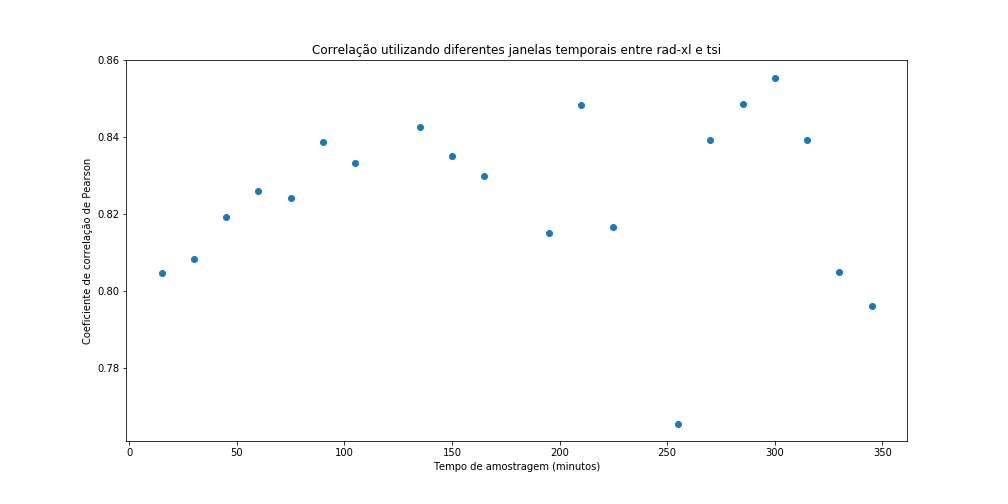 Correlação utilizando diferentes janelas temporais entre rad-xl e tsi
0.86
0.84
0.82
0.80
0.78
Coeficiente de correlação de Pearson
0 50 100 150 200 250 300 350
Tempo de amostragem (minutos)